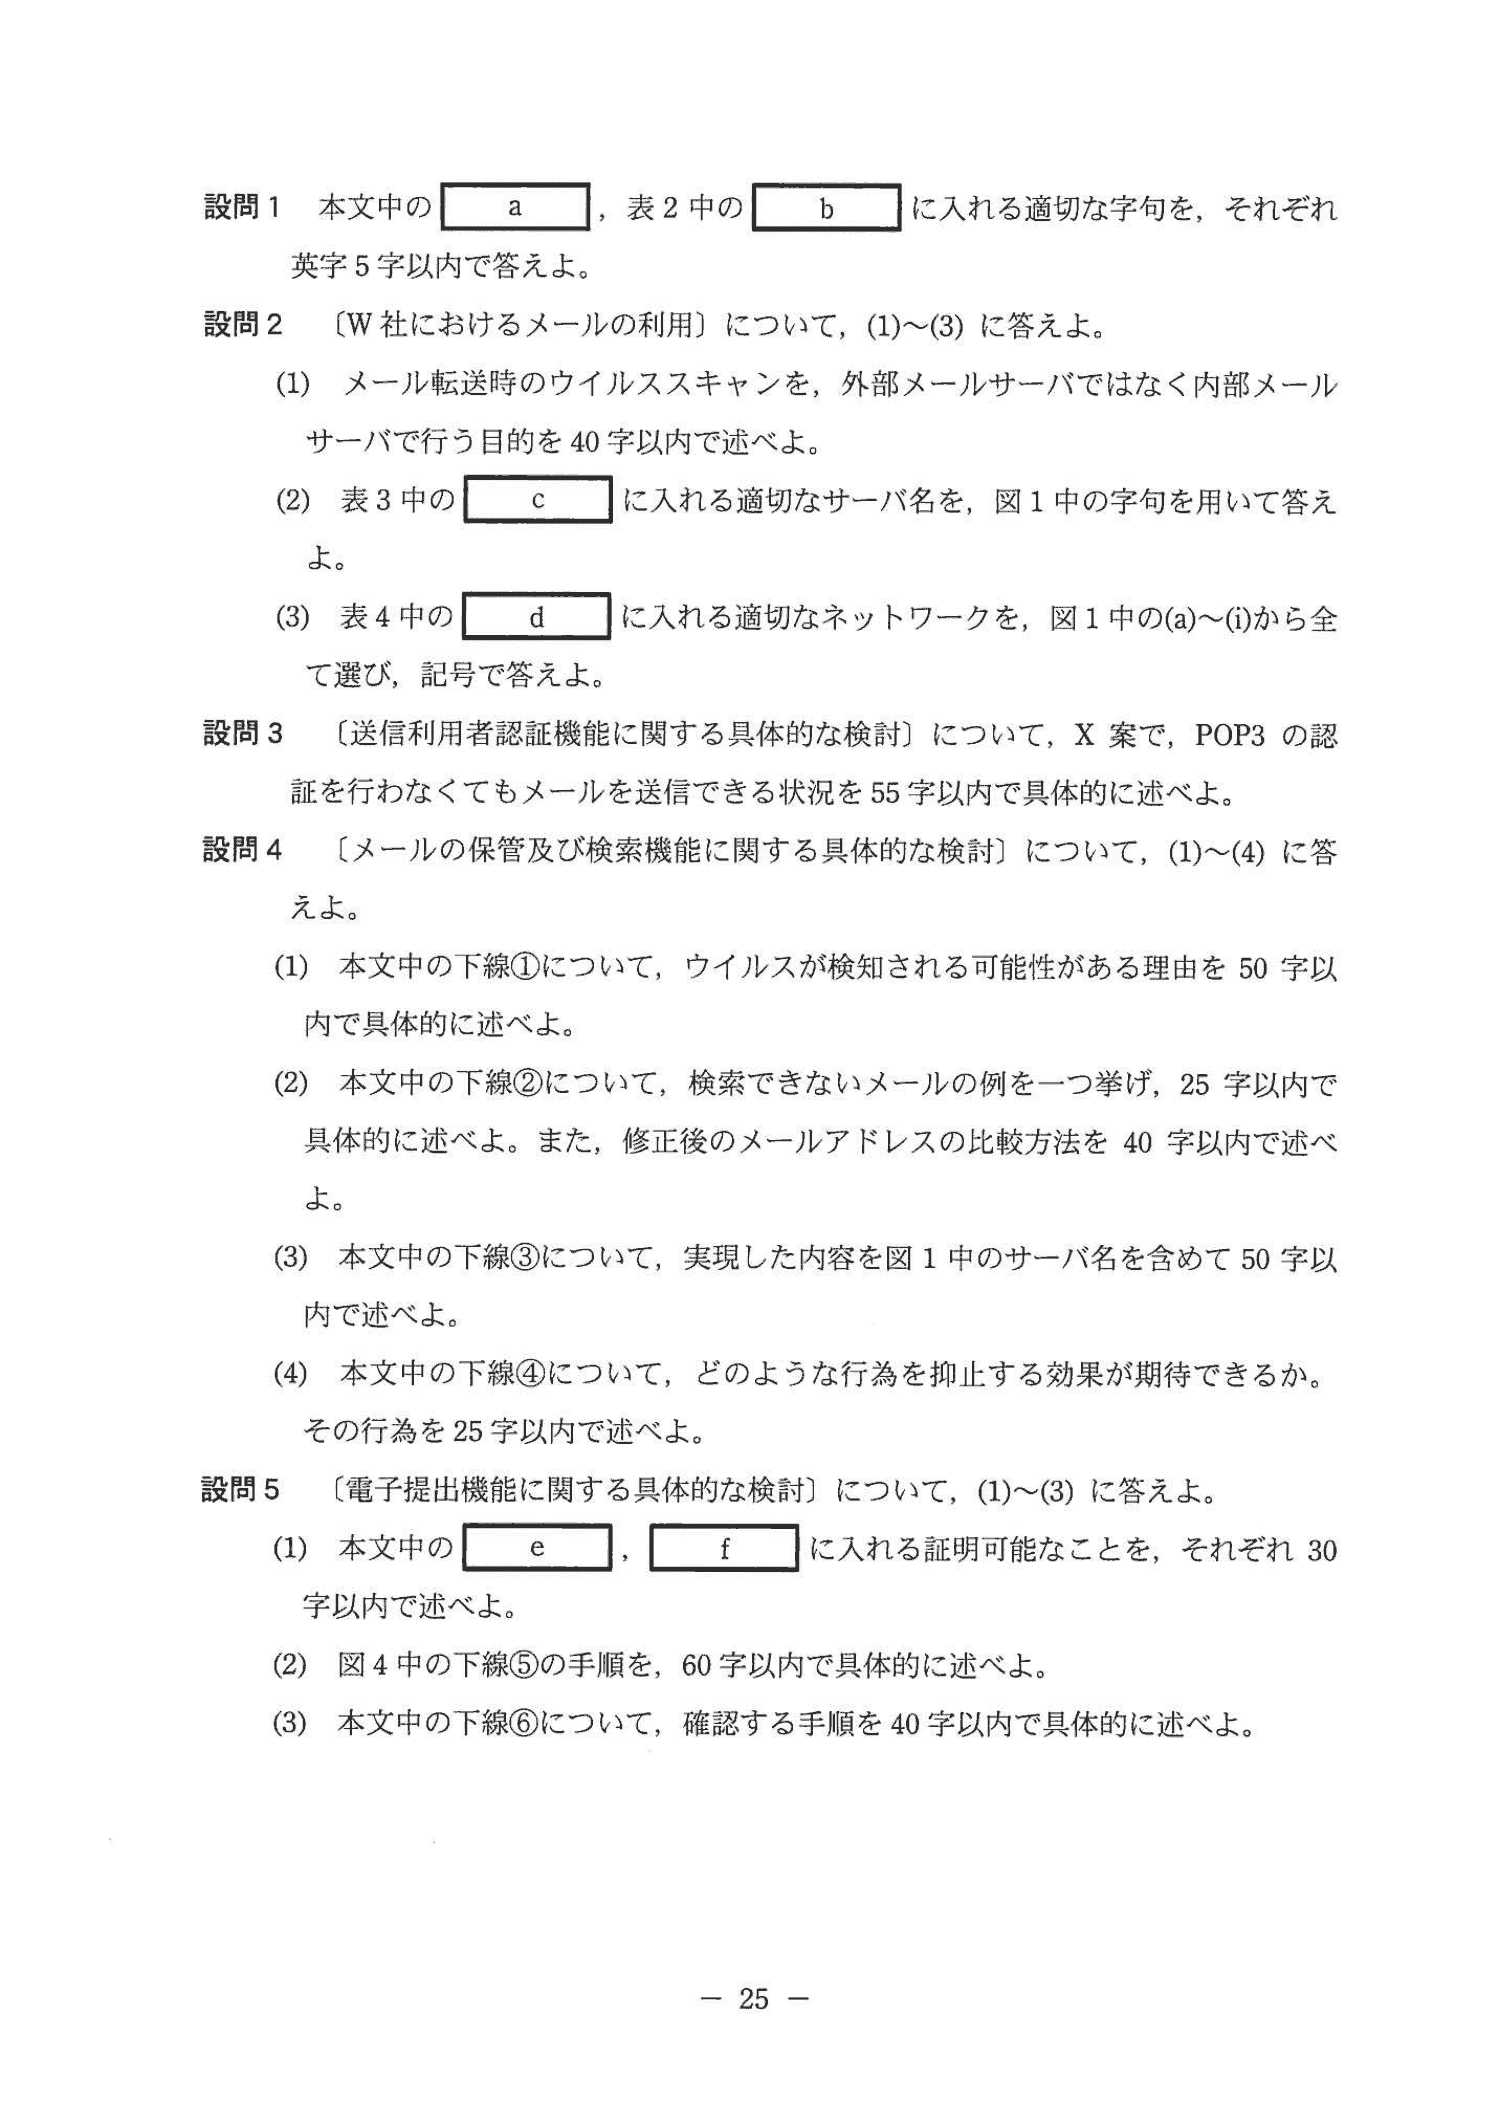 設問1 本文中の a ，表2中の b に入れる適切な字句を，それぞれ
英字5字以内で答えよ。
設問2 〔W社におけるメールの利用〕について，(1)～(3) に答えよ。
(1) メール転送時のウイルススキャンを，外部メールサーバではなく内部メール
サーバで行う目的を40字以内で述べよ。
(2) 表3中の c に入れる適切なサーバ名を，図1中の字句を用いて答え
よ。
(3) 表4中の d に入れる適切なネットワークを，図1中の(a)～(i)から全
て選び，記号で答えよ。
設問3 〔送信利用者認証機能に関する具体的な検討〕について，X 案で，POP3 の認
証を行わなくてもメールを送信できる状況を55字以内で具体的に述べよ。
設問4 〔メールの保管及び検索機能に関する具体的な検討〕について，(1)～(4) に答
えよ。
(1) 本文中の下線①について，ウイルスが検知される可能性がある理由を 50 字以
内で具体的に述べよ。
(2) 本文中の下線②について，検索できないメールの例を一つ挙げ，25 字以内で
具体的に述べよ。また，修正後のメールアドレスの比較方法を 40 字以内で述べ
よ。
(3) 本文中の下線③について，実現した内容を図 1 中のサーバ名を含めて 50 字以
内で述べよ。
(4) 本文中の下線④について，どのような行為を抑止する効果が期待できるか。
その行為を25字以内で述べよ。
設問5 〔電子提出機能に関する具体的な検討〕について，(1)～(3) に答えよ。
(1) 本文中の e ， f に入れる証明可能なことを，それぞれ 30
字以内で述べよ。
(2) 図4中の下線⑤の手順を，60字以内で具体的に述べよ。
(3) 本文中の下線⑥について，確認する手順を40字以内で具体的に述べよ。
－ 25 －